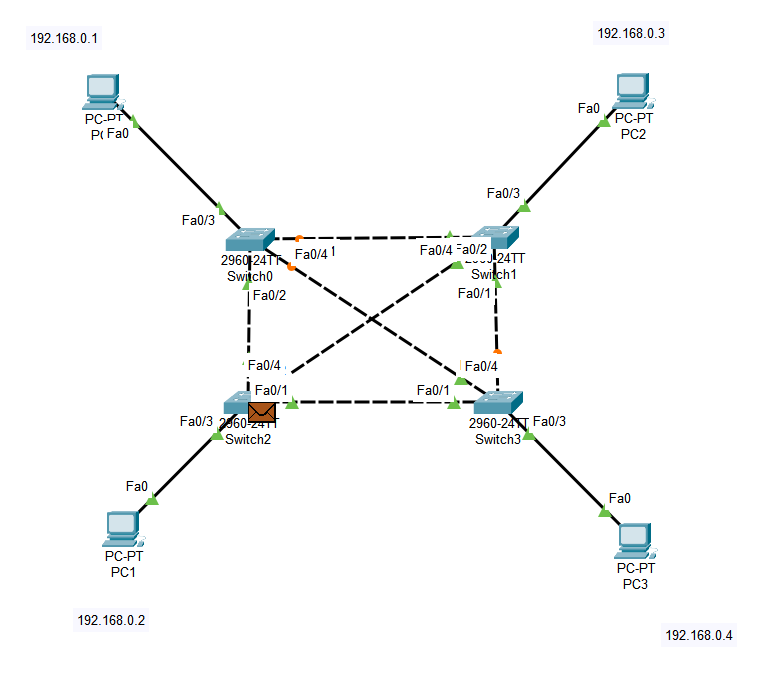 192.168.0.1
192.168.0.3
PC-PT
Fa0
Fa0
PC-PT
PC2
Fa0/3
Fa0/3
2960-24TT
Switch0
Fa0/4
Fa0/4
Fa0/2
Switch1
Fa0/2
Fa0/1
Fa0/4
Fa0/4
Fa0/1
Fa0/1
Fa0/3
2960-24TT
Switch2
2960-24TT
Switch3
Fa0/3
Fa0
Fa0
PC-PT
PC1
PC-PT
PC3
192.168.0.2
192.168.0.4